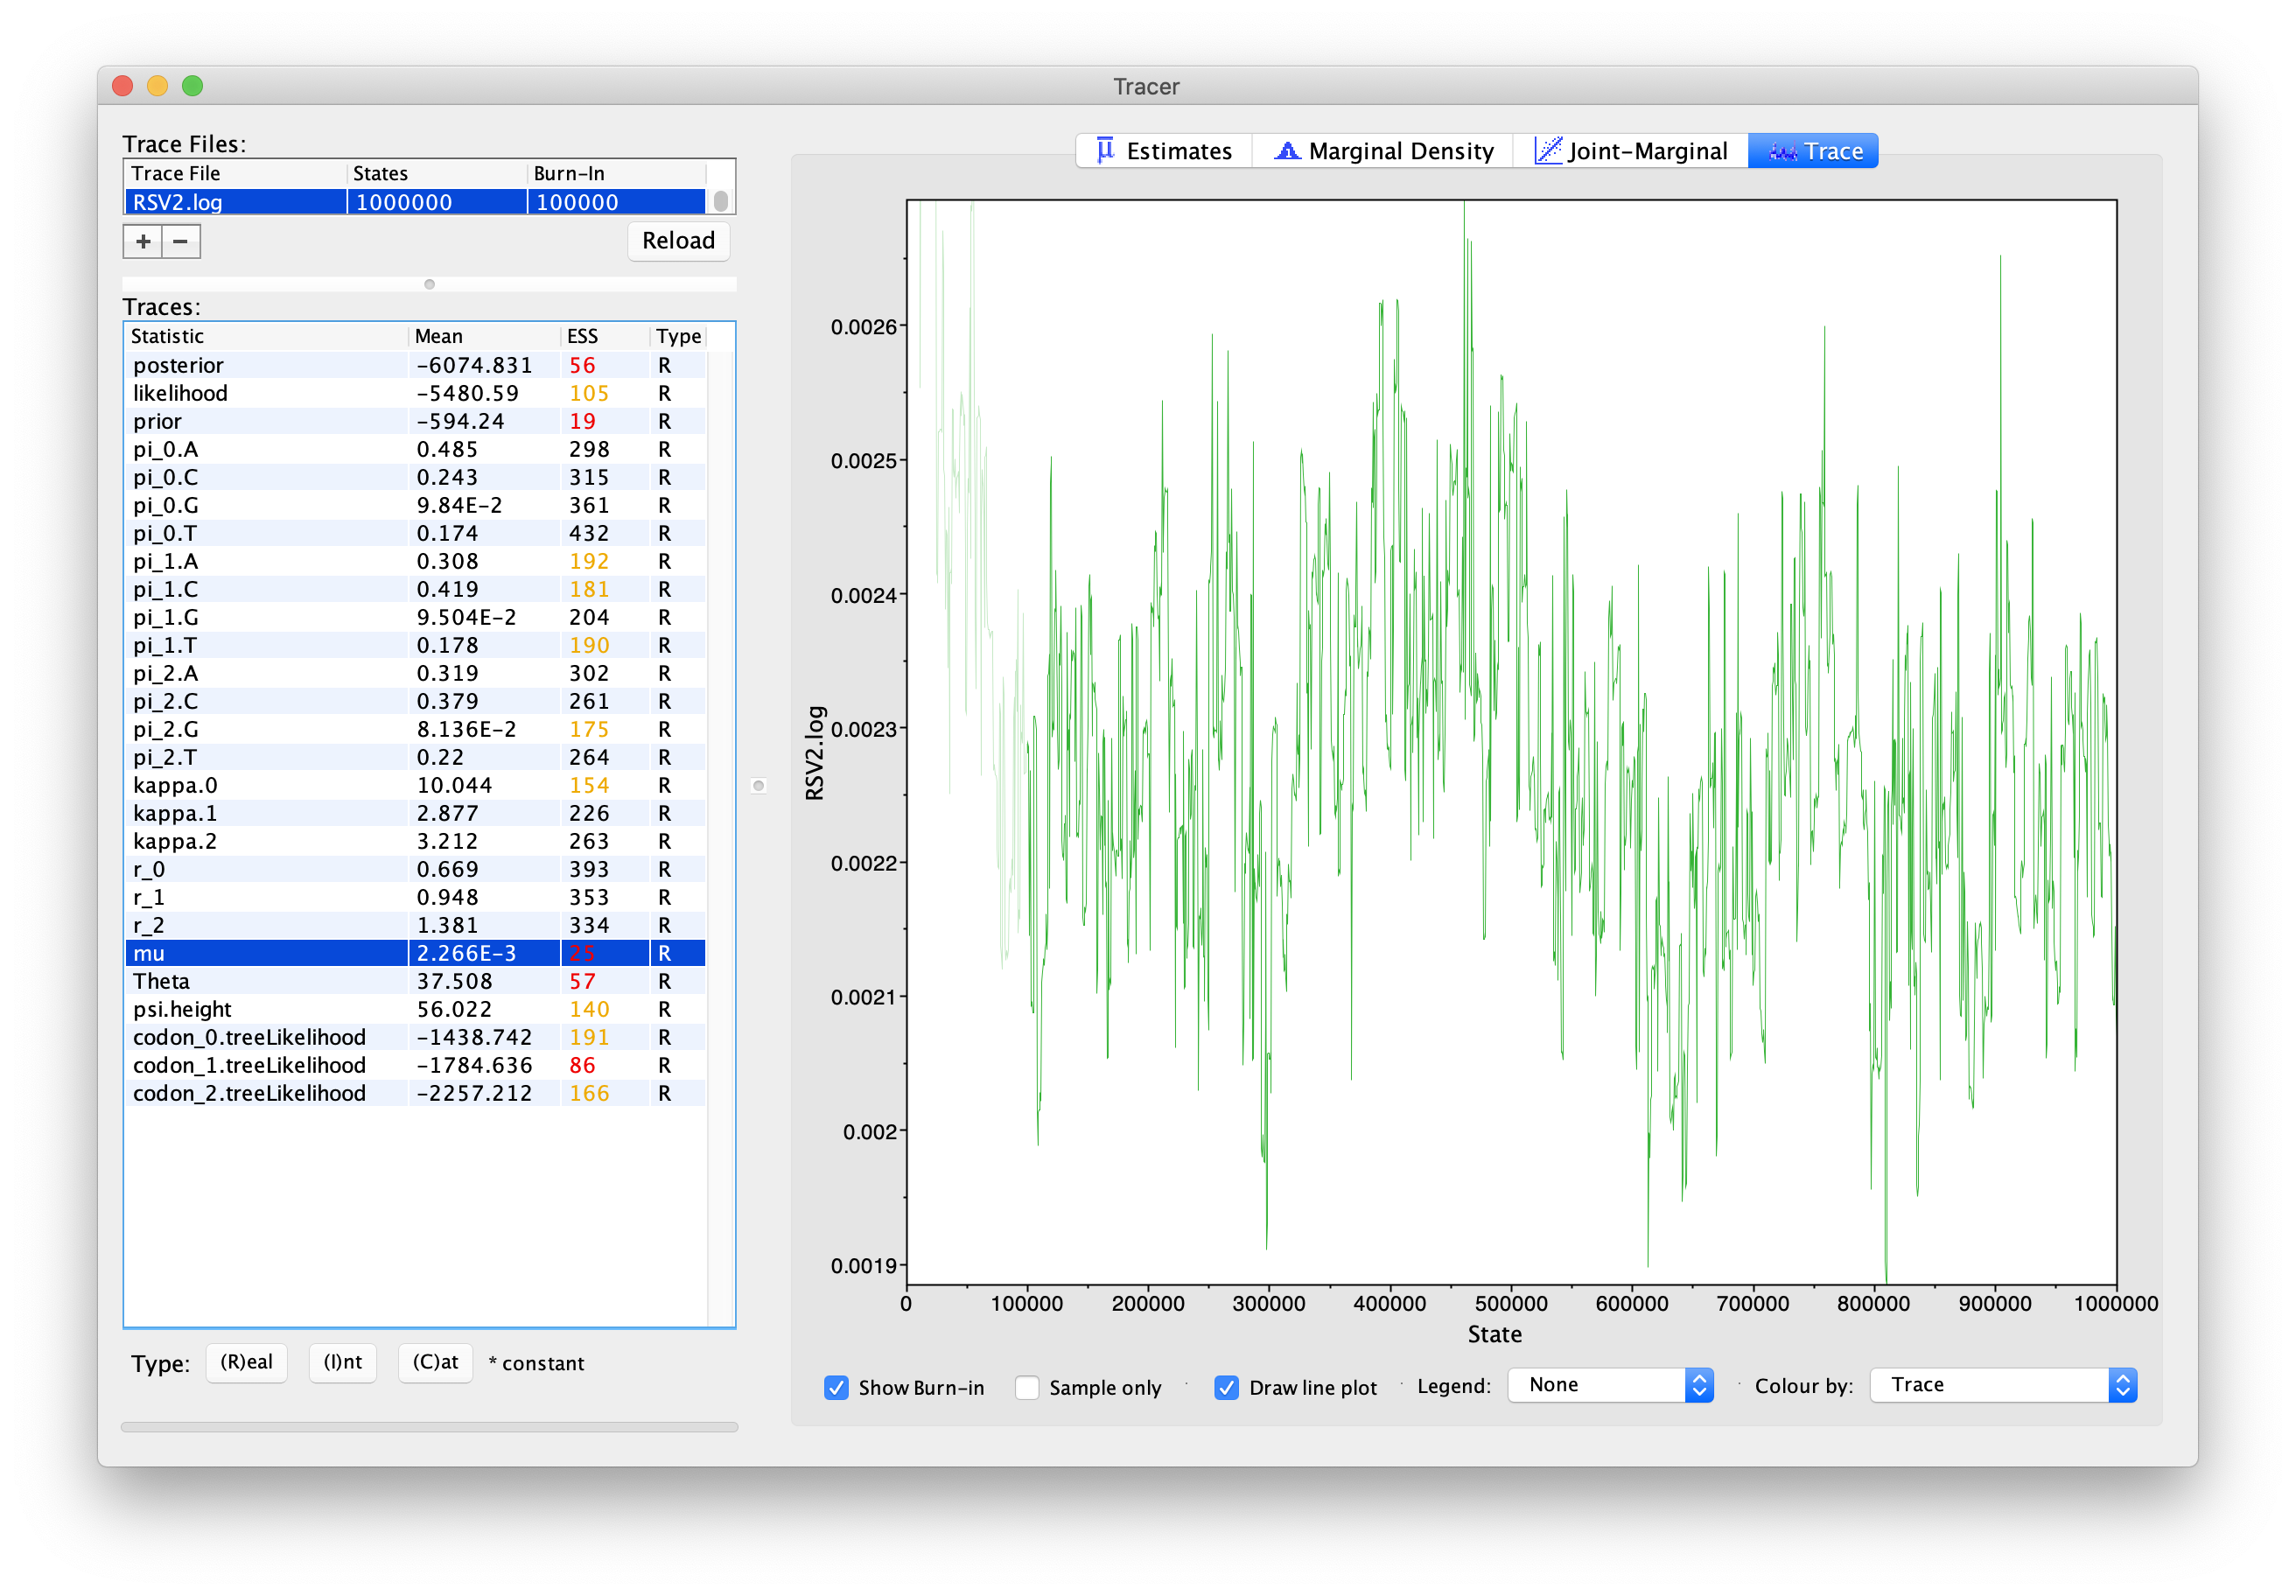 Tracer
Trace Files:
Trace File States Burn-In
RSV2.log 1000000 100000
+ − Reload
Traces:
Statistic Mean ESS Type
posterior -6074.831 56 R
likelihood -5480.59 105 R
prior -594.24 19 R
pi_0.A 0.485 298 R
pi_0.C 0.243 315 R
pi_0.G 9.84E-2 361 R
pi_0.T 0.174 432 R
pi_1.A 0.308 192 R
pi_1.C 0.419 181 R
pi_1.G 9.504E-2 204 R
pi_1.T 0.178 190 R
pi_2.A 0.319 302 R
pi_2.C 0.379 261 R
pi_2.G 8.136E-2 175 R
pi_2.T 0.22 264 R
kappa.0 10.044 154 R
kappa.1 2.877 226 R
kappa.2 3.212 263 R
r_0 0.669 393 R
r_1 0.948 353 R
r_2 1.381 334 R
mu 2.266E-3 25 R
Theta 37.508 57 R
psi.height 56.022 140 R
codon_0.treeLikelihood -1438.742 191 R
codon_1.treeLikelihood -1784.636 86 R
codon_2.treeLikelihood -2257.212 166 R
Type: (R)eal (I)nt (C)at * constant
Estimates Marginal Density Joint-Marginal Trace
RSV2.log
0.0026
0.0025
0.0024
0.0023
0.0022
0.0021
0.002
0.0019
0 100000 200000 300000 400000 500000 600000 700000 800000 900000 1000000
State
Show Burn-in Sample only Draw line plot Legend: None Colour by: Trace